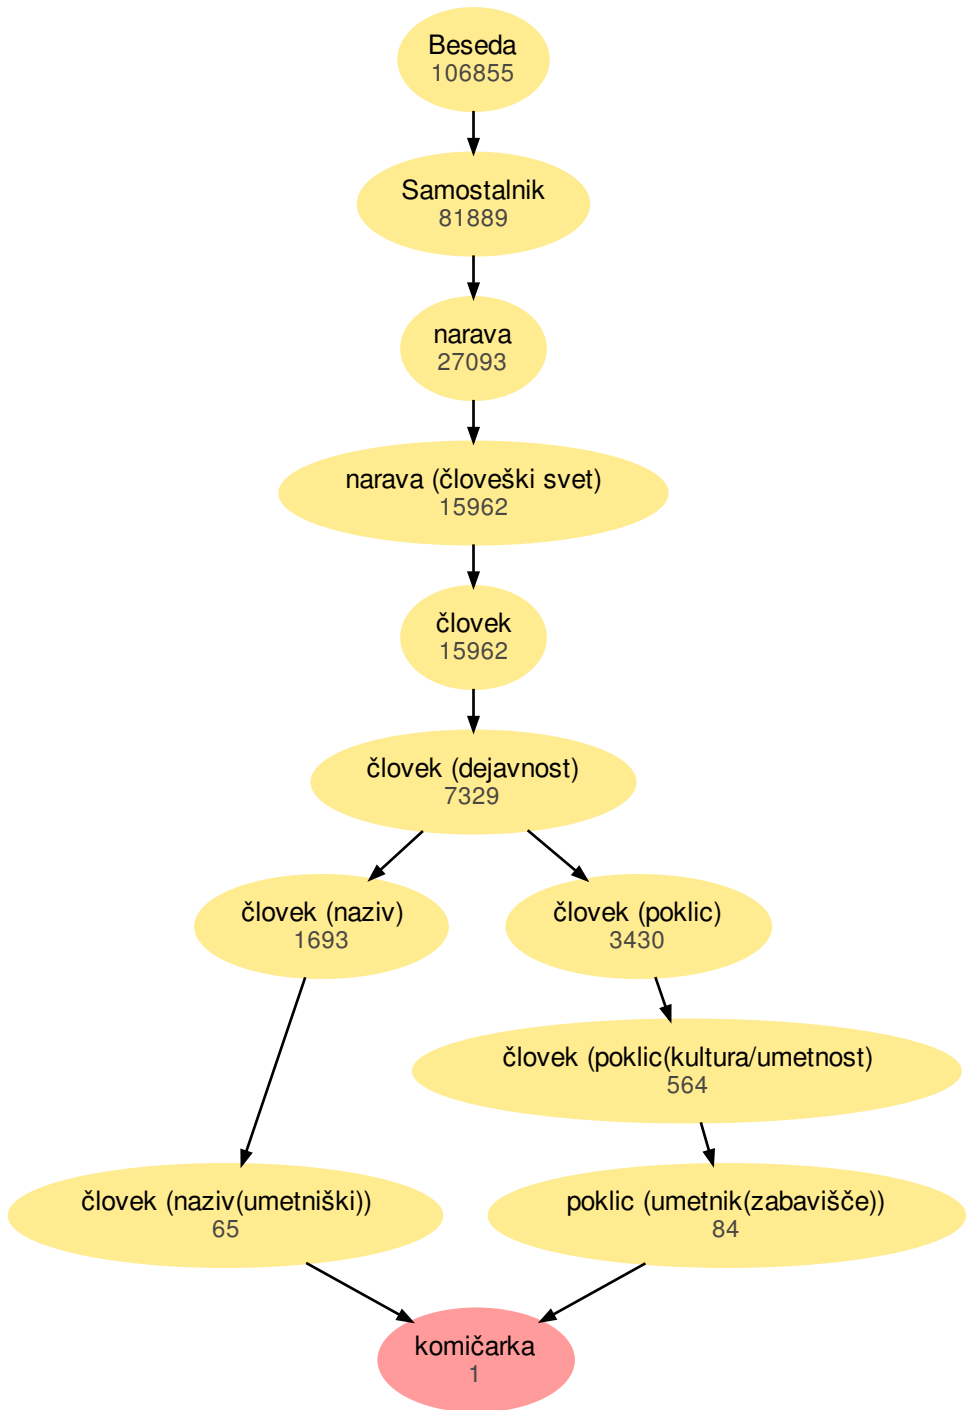 Beseda
106855
Samostalnik
81889
narava
27093
narava (človeški svet)
15962
človek
15962
človek (dejavnost)
7329
človek (naziv)
1693
človek (poklic)
3430
človek (poklic(kultura/umetnost)
564
človek (naziv(umetniški))
65
poklic (umetnik(zabavišče))
84
komičarka
1